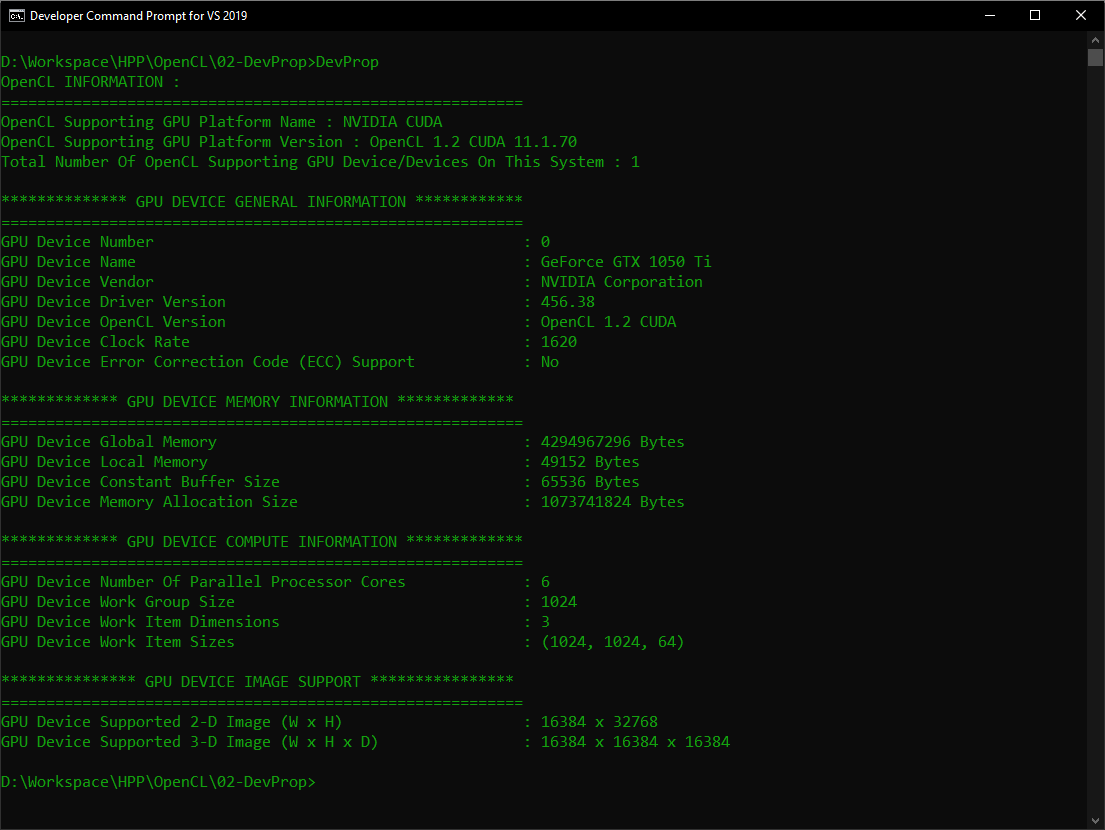 Developer Command Prompt for VS 2019
D:\Workspace\HPP\OpenCL\02-DevProp>DevProp
OpenCL INFORMATION :
==========================================================
OpenCL Supporting GPU Platform Name : NVIDIA CUDA
OpenCL Supporting GPU Platform Version : OpenCL 1.2 CUDA 11.1.70
Total Number Of OpenCL Supporting GPU Device/Devices On This System : 1
************** GPU DEVICE GENERAL INFORMATION ************
==========================================================
GPU Device Number : 0
GPU Device Name : GeForce GTX 1050 Ti
GPU Device Vendor : NVIDIA Corporation
GPU Device Driver Version : 456.38
GPU Device OpenCL Version : OpenCL 1.2 CUDA
GPU Device Clock Rate : 1620
GPU Device Error Correction Code (ECC) Support : No
************* GPU DEVICE MEMORY INFORMATION *************
==========================================================
GPU Device Global Memory : 4294967296 Bytes
GPU Device Local Memory : 49152 Bytes
GPU Device Constant Buffer Size : 65536 Bytes
GPU Device Memory Allocation Size : 1073741824 Bytes
************* GPU DEVICE COMPUTE INFORMATION *************
==========================================================
GPU Device Number Of Parallel Processor Cores : 6
GPU Device Work Group Size : 1024
GPU Device Work Item Dimensions : 3
GPU Device Work Item Sizes : (1024, 1024, 64)
*************** GPU DEVICE IMAGE SUPPORT ****************
==========================================================
GPU Device Supported 2-D Image (W x H) : 16384 x 32768
GPU Device Supported 3-D Image (W x H x D) : 16384 x 16384 x 16384
D:\Workspace\HPP\OpenCL\02-DevProp>